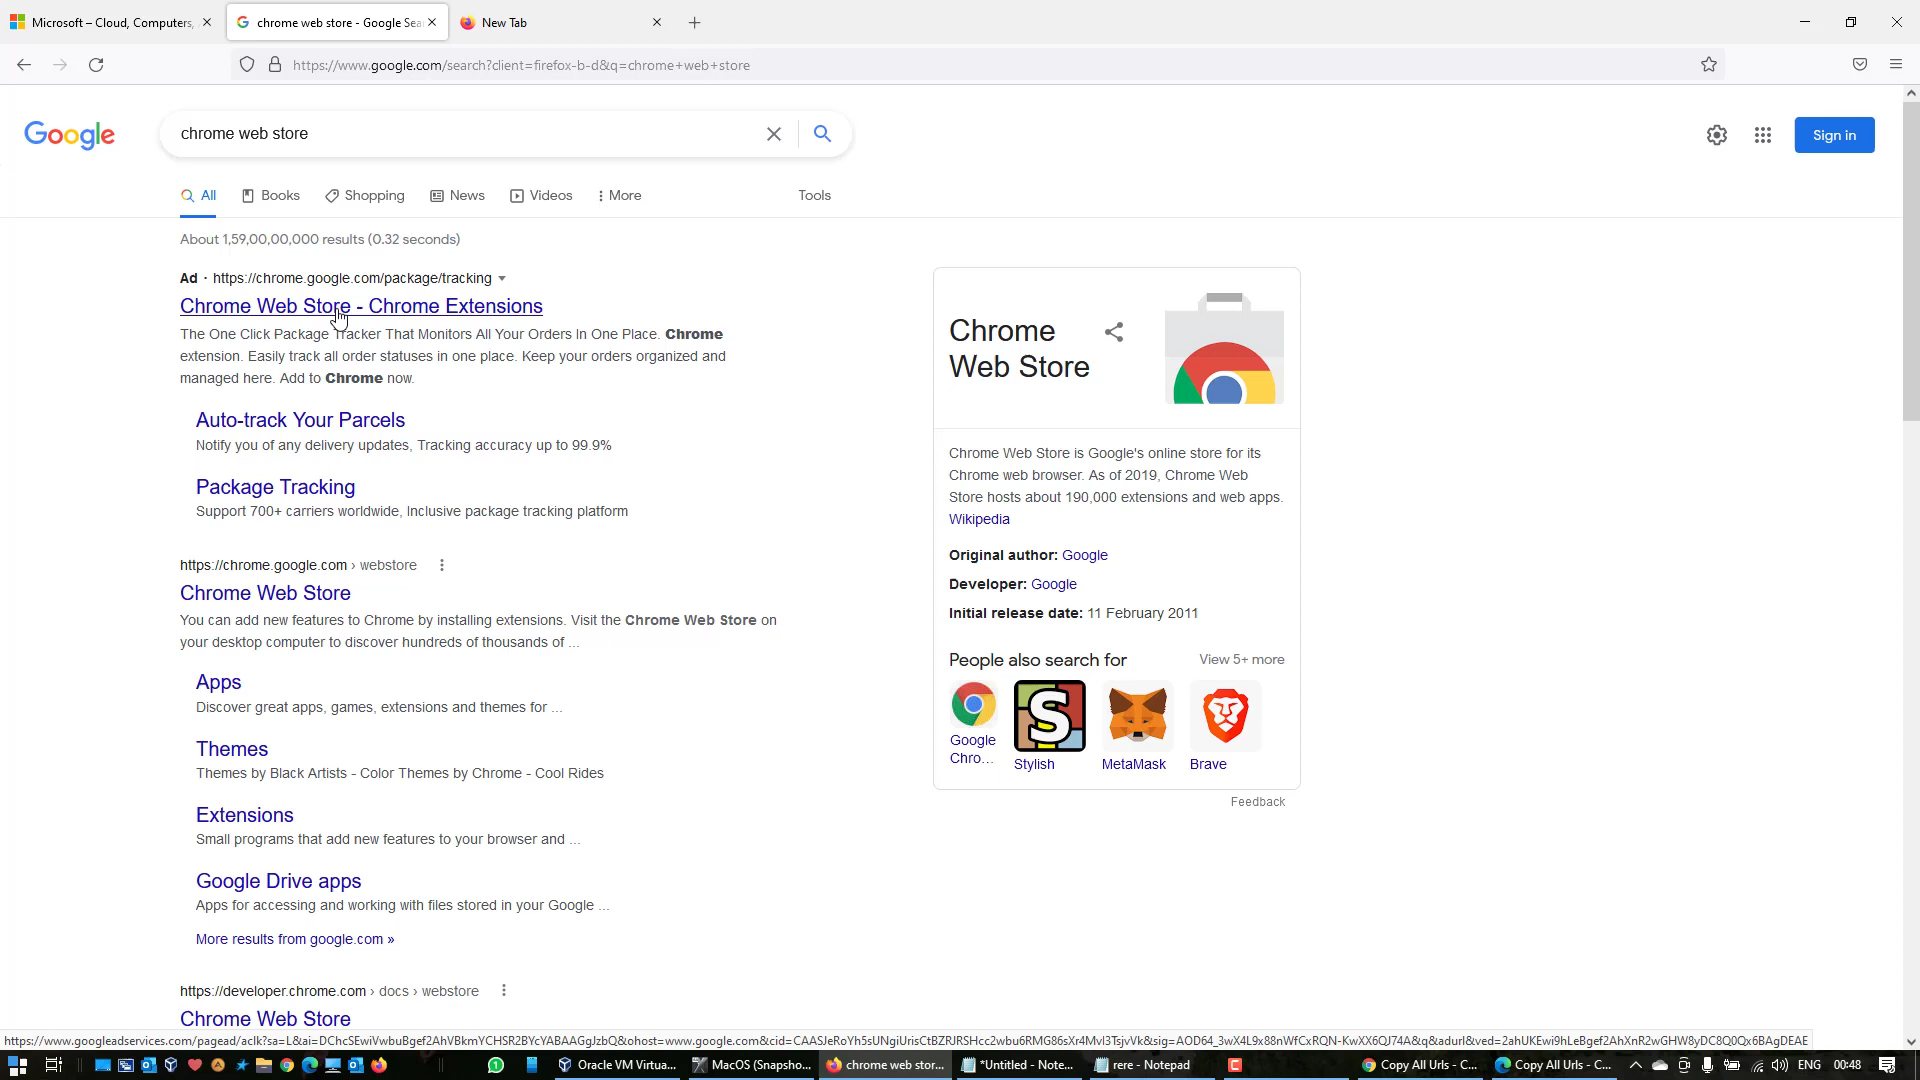 Microsoft – Cloud, Computers,
chrome web store - Google Sea
New Tab
https://www.google.com/search?client=firefox-b-d&q=chrome+web+store
Google
chrome web store
Sign in
All
Books
Shopping
News
Videos
More
Tools
About 1,59,00,00,000 results (0.32 seconds)
Ad · https://chrome.google.com/package/tracking
Chrome Web Store - Chrome Extensions
The One Click Package Tracker That Monitors All Your Orders In One Place. Chrome
extension. Easily track all order statuses in one place. Keep your orders organized and
managed here. Add to Chrome now.
Auto-track Your Parcels
Notify you of any delivery updates, Tracking accuracy up to 99.9%
Package Tracking
Support 700+ carriers worldwide, Inclusive package tracking platform
https://chrome.google.com › webstore
Chrome Web Store
You can add new features to Chrome by installing extensions. Visit the Chrome Web Store on
your desktop computer to discover hundreds of thousands of ...
Apps
Discover great apps, games, extensions and themes for ...
Themes
Themes by Black Artists - Color Themes by Chrome - Cool Rides
Extensions
Small programs that add new features to your browser and ...
Google Drive apps
Apps for accessing and working with files stored in your Google ...
More results from google.com »
https://developer.chrome.com › docs › webstore
Chrome Web Store
Chrome
Web Store
Chrome Web Store is Google's online store for its
Chrome web browser. As of 2019, Chrome Web
Store hosts about 190,000 extensions and web apps.
Wikipedia
Original author: Google
Developer: Google
Initial release date: 11 February 2011
People also search for
View 5+ more
Google
Chro...
Stylish
MetaMask
Brave
Feedback
Oracle VM Virtua...
MacOS (Snapsho...
chrome web stor...
*Untitled - Note...
rere - Notepad
Copy All Urls - C...
Copy All Urls - C...
ENG
00:48